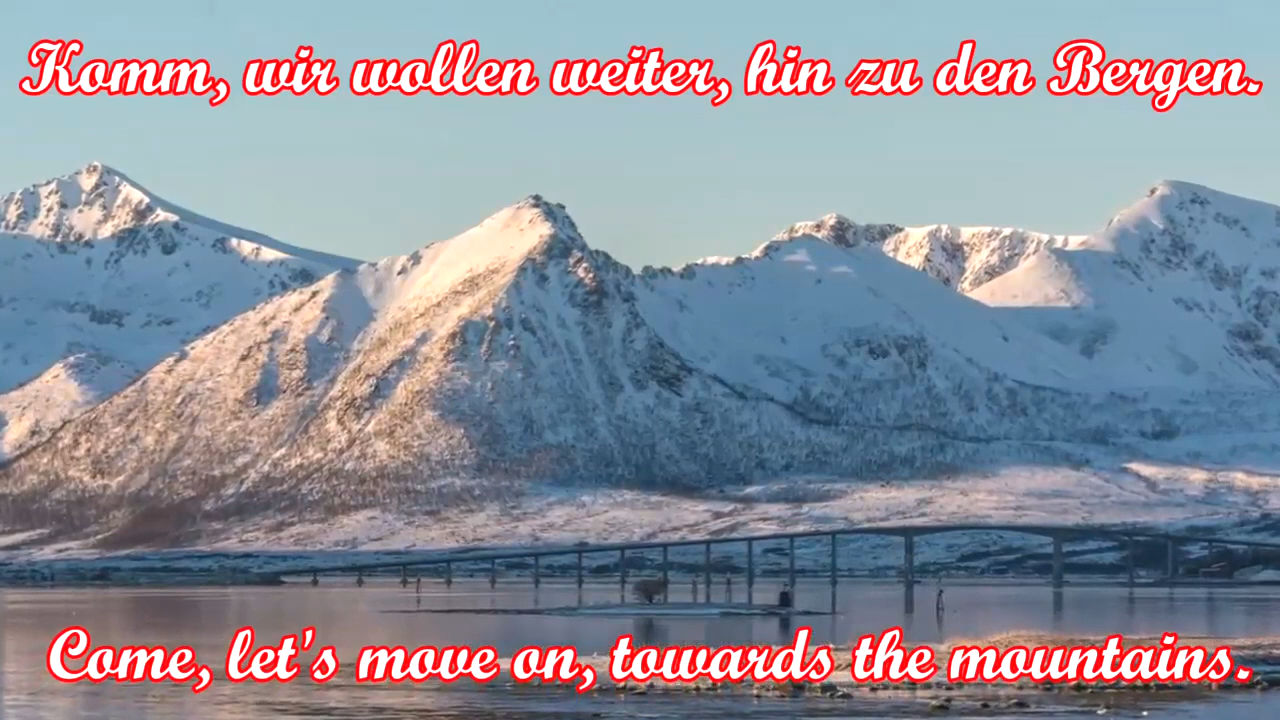 Komm, wir wollen weiter, hin zu den Bergen.
Come, let's move on, towards the mountains.